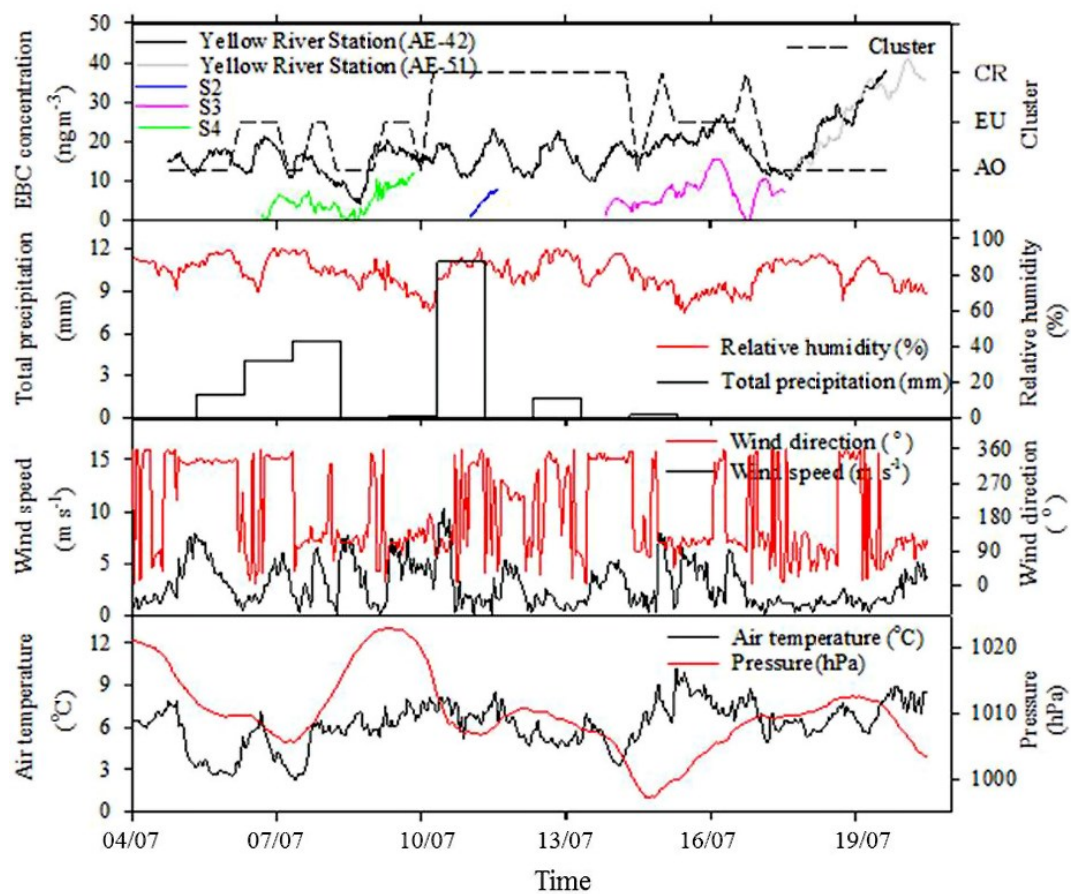 50
40
30
20
10
0
EBC concentration
(ngm⁻³)
Yellow River Station (AE-42)
Yellow River Station (AE-51)
S2
S3
S4
Cluster
CR
EU
AO
Cluster
12
9
6
3
0
Total precipitation
(mm)
Relative humidity (%)
Total precipitation (mm)
100
80
60
40
20
0
Relative humidity
(%)
15
10
5
0
Wind speed
(m s⁻¹)
Wind direction (°)
Wind speed (m s⁻¹)
360
270
180
90
0
Wind direction
(°)
12
9
6
3
0
Air temperature
(°C)
Air temperature (°C)
Pressure (hPa)
1020
1010
1000
Pressure
(hPa)
04/07 07/07 10/07 13/07 16/07 19/07
Time